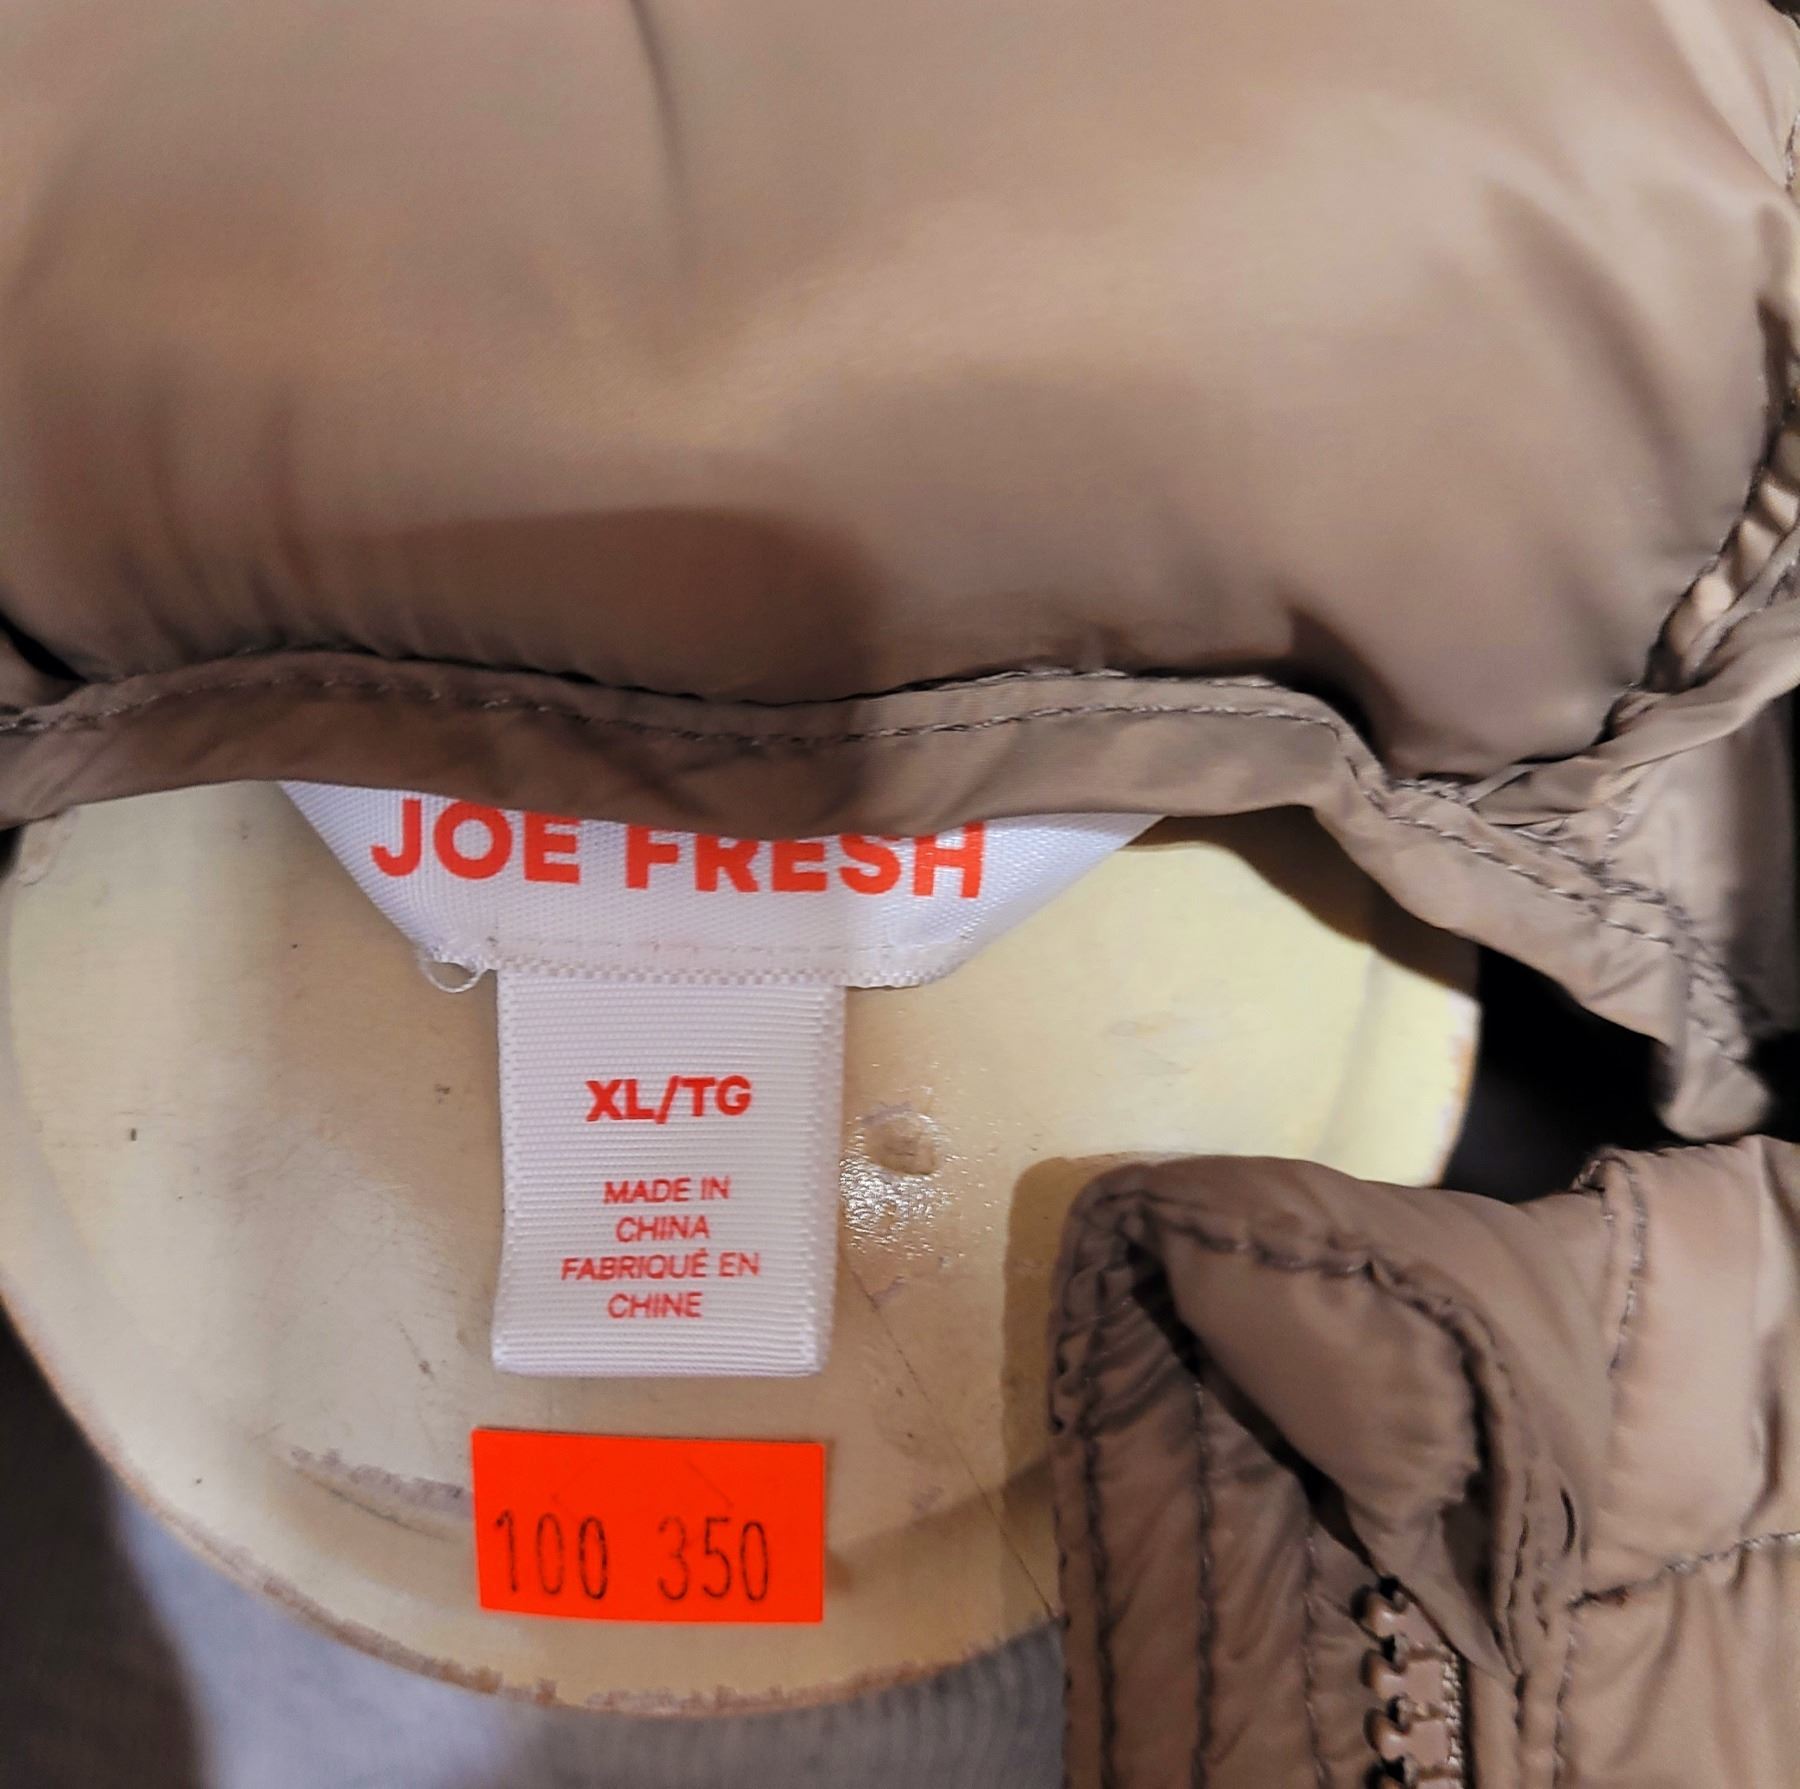 JOE FRESH
XL/TG
MADE IN
CHINA
FABRIQUÉ EN
CHINE
100 350